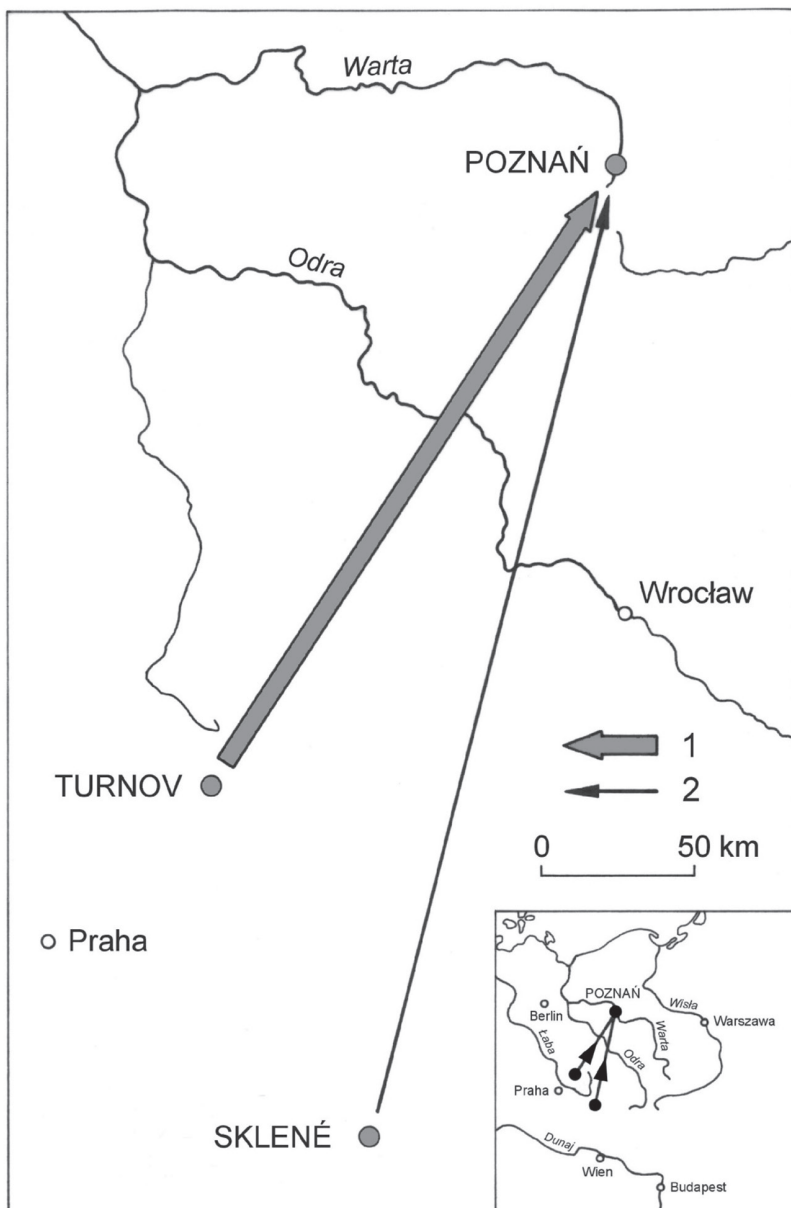 Warta
POZNAŃ
Odra
Wrocław
1
TURNOV
2
0 50 km
Praha
POZNAŃ
Wisła
Berlin
Warszawa
Łaba
Warta
Odra
Praha
SKLENÉ
Dunaj
Wien
Budapest